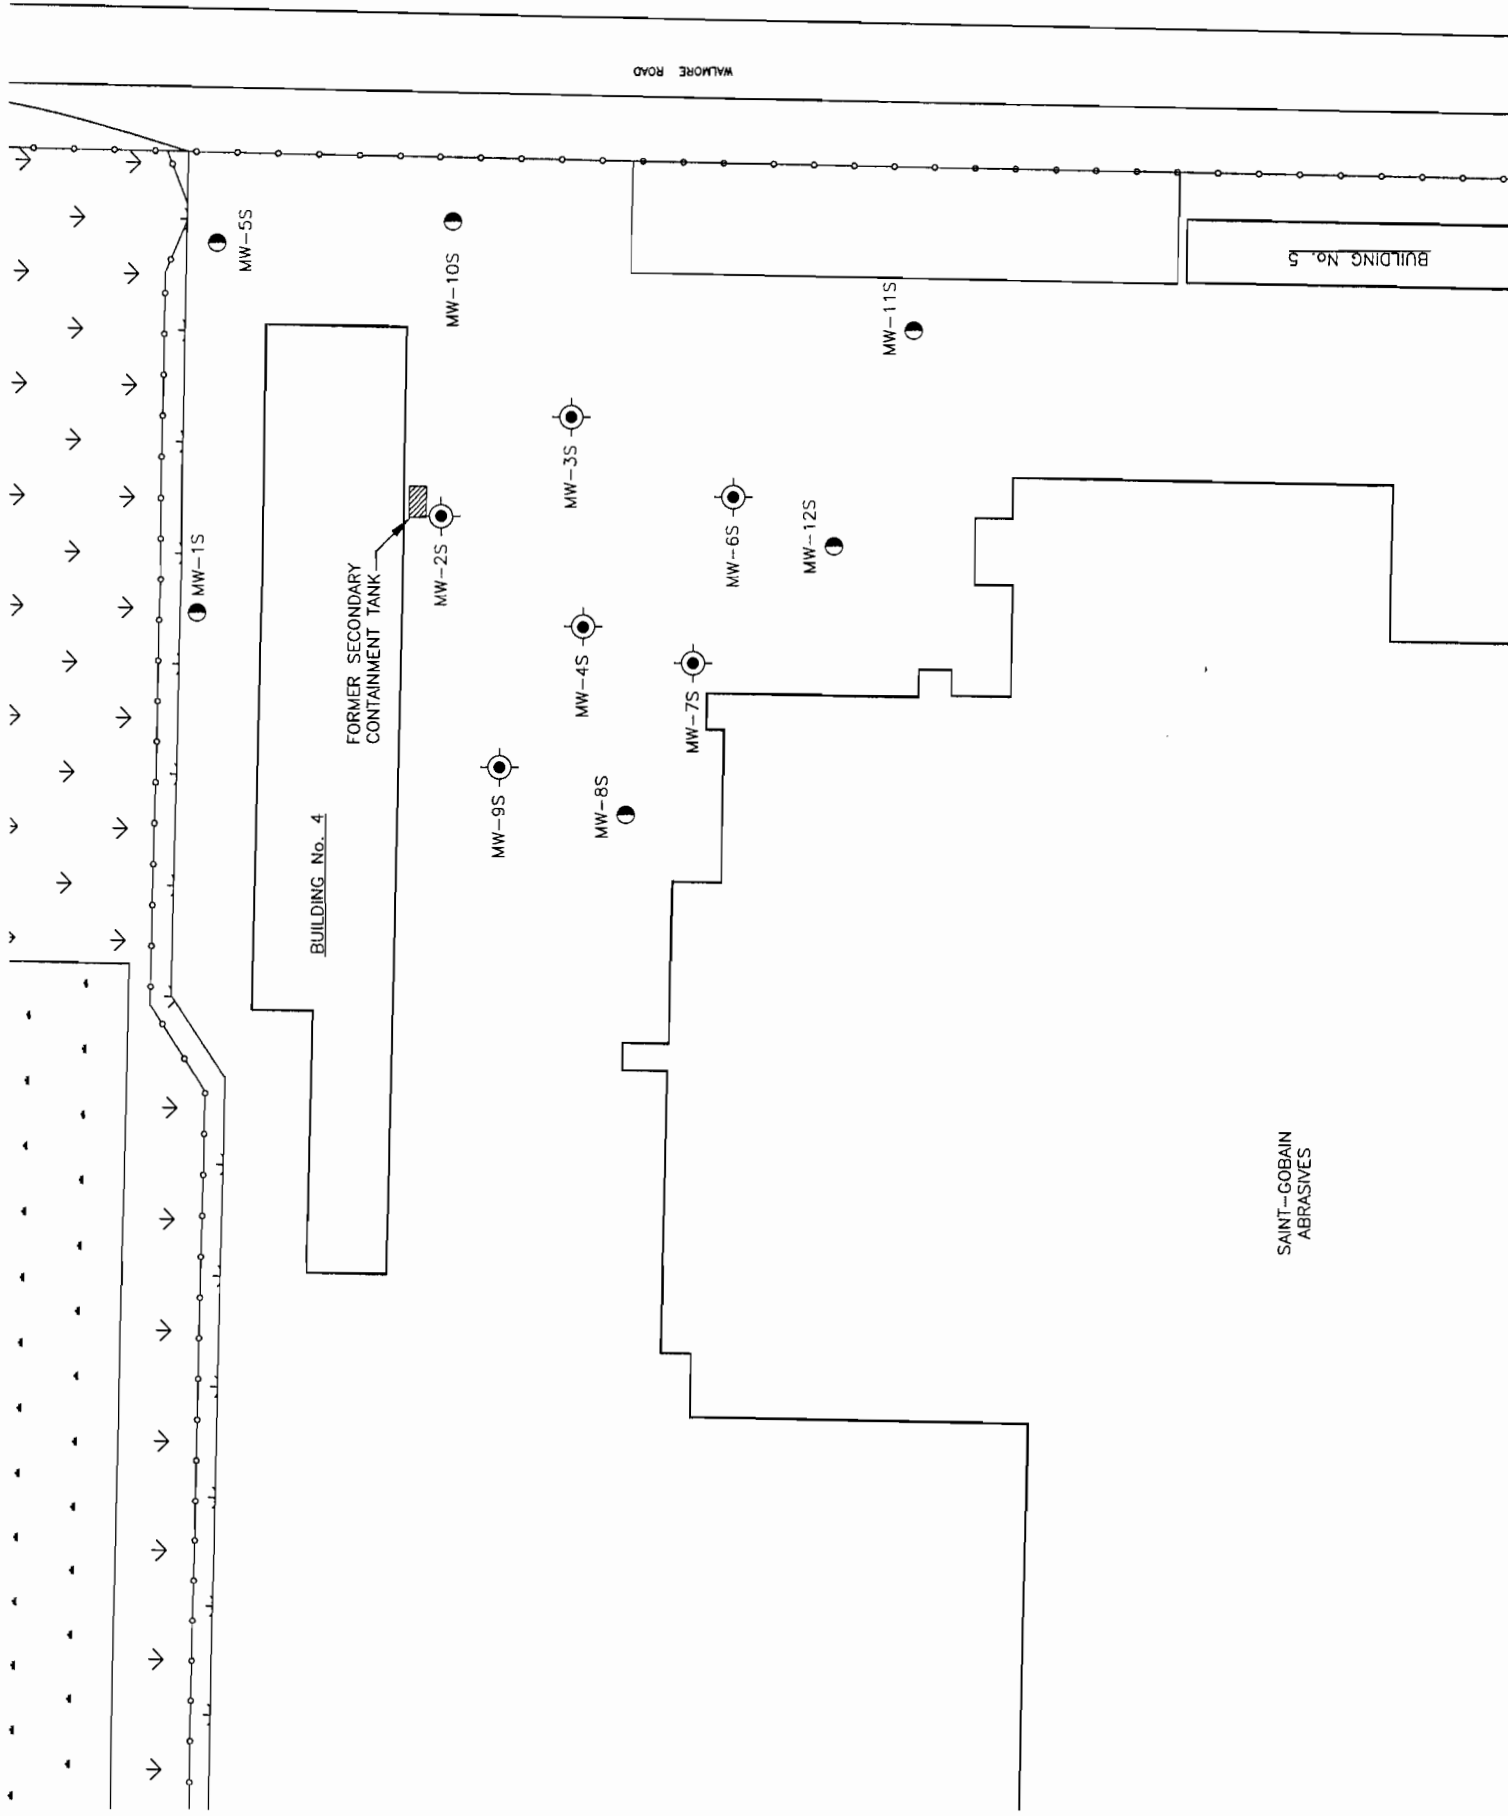 WALMORE ROAD
MW-5S
MW-10S
BUILDING No. 5
MW-11S
MW-3S
MW-1S
MW-2S
MW-6S
MW-12S
FORMER SECONDARY
CONTAINMENT TANK
MW-4S
MW-7S
MW-9S
MW-8S
BUILDING No. 4
SAINT-GOBAIN
ABRASIVES